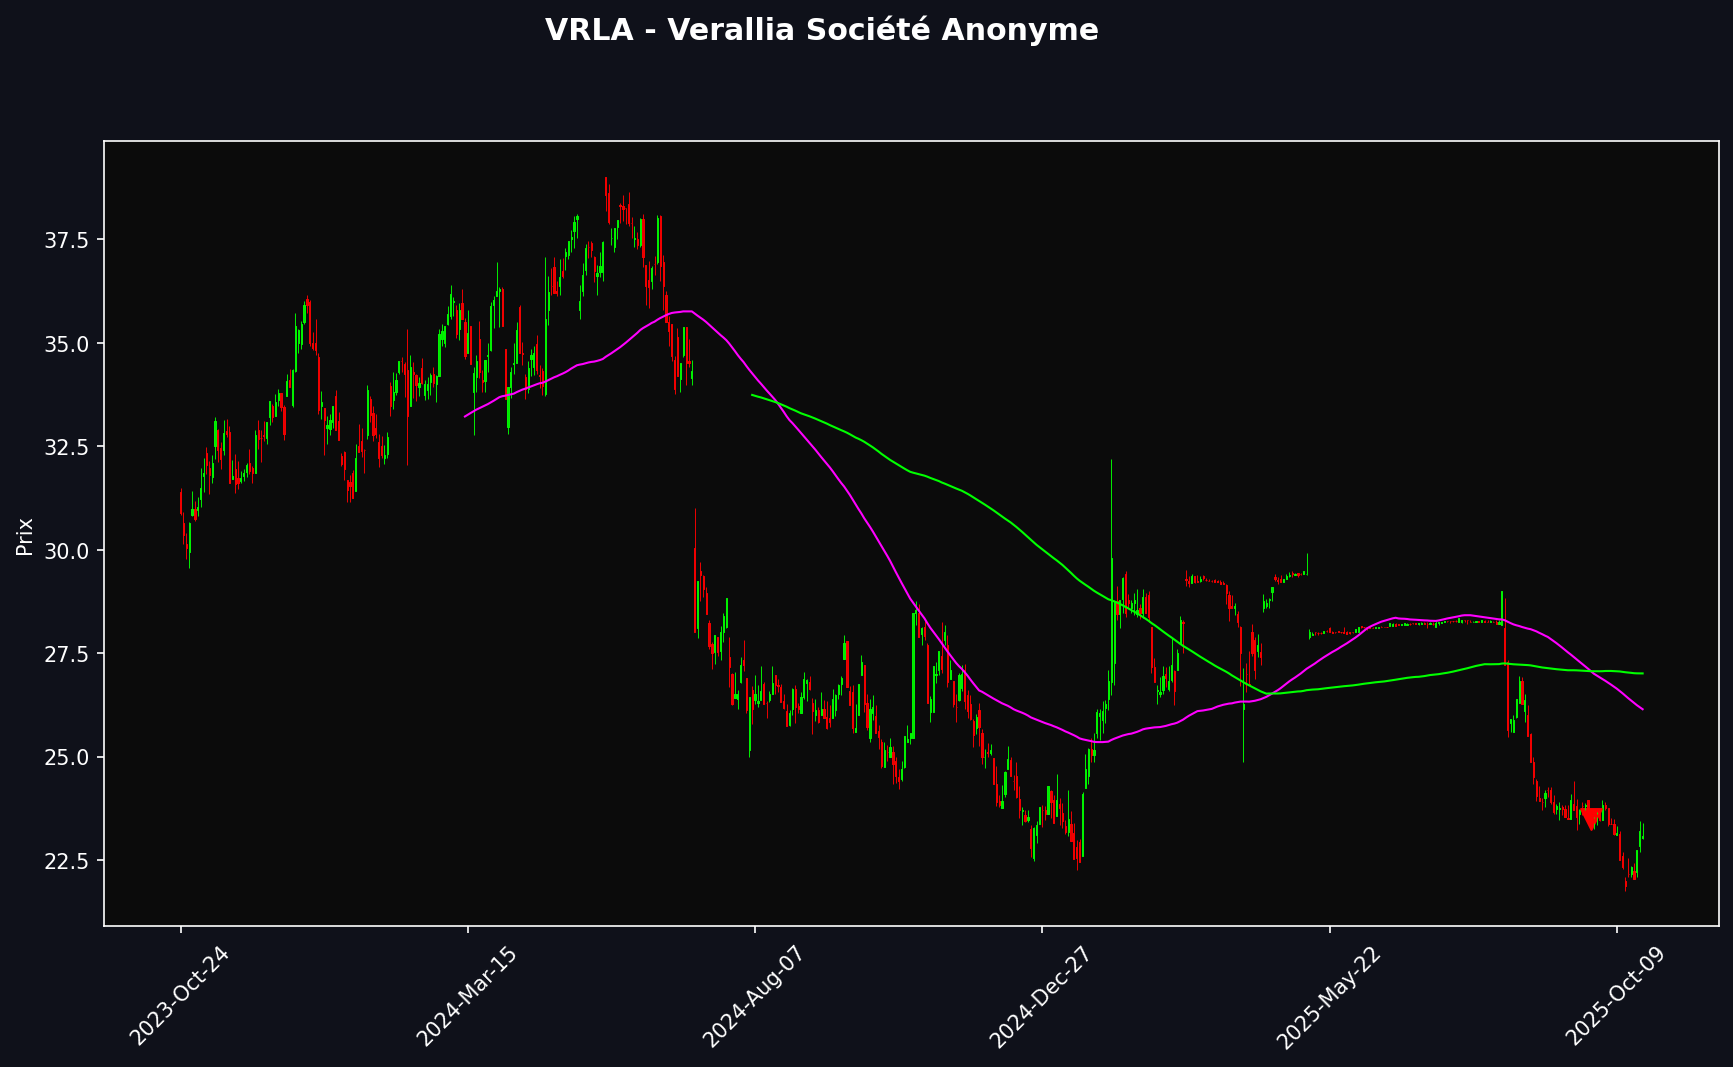 VRLA - Verallia Société Anonyme
Prix
37.5
35.0
32.5
30.0
27.5
25.0
22.5
2023-Oct-24
2024-Mar-15
2024-Aug-07
2024-Dec-27
2025-May-22
2025-Oct-09